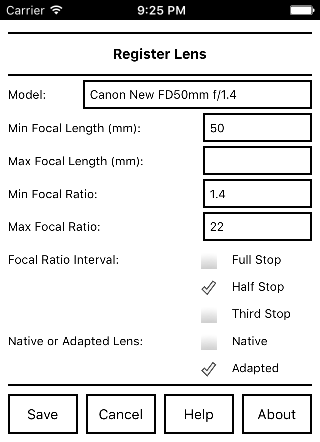 Carrier 9:25 PM
Register Lens
Model: Canon New FD50mm f/1.4
Min Focal Length (mm): 50
Max Focal Length (mm):
Min Focal Ratio: 1.4
Max Focal Ratio: 22
Focal Ratio Interval: Full Stop
Half Stop
Third Stop
Native or Adapted Lens: Native
Adapted
Save Cancel Help About